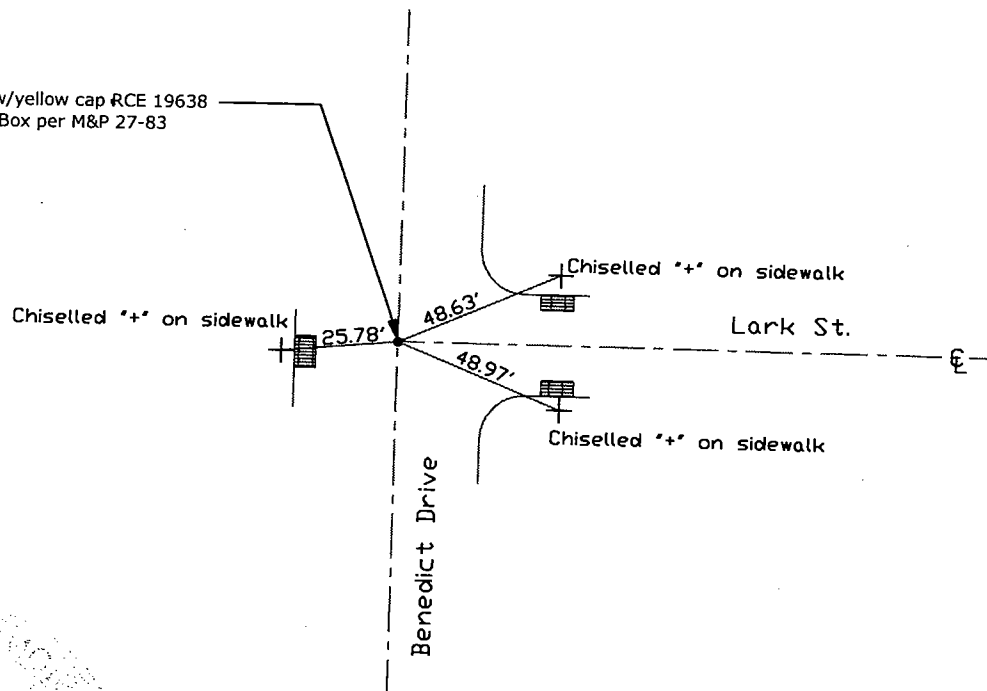 w/yellow cap RCE 19638
Box per M&P 27-83
Chiselled "+" on sidewalk
48.63'
Chiselled "+" on sidewalk
25.78'
Lark St.
℄
48.97'
Chiselled "+" on sidewalk
Benedict Drive